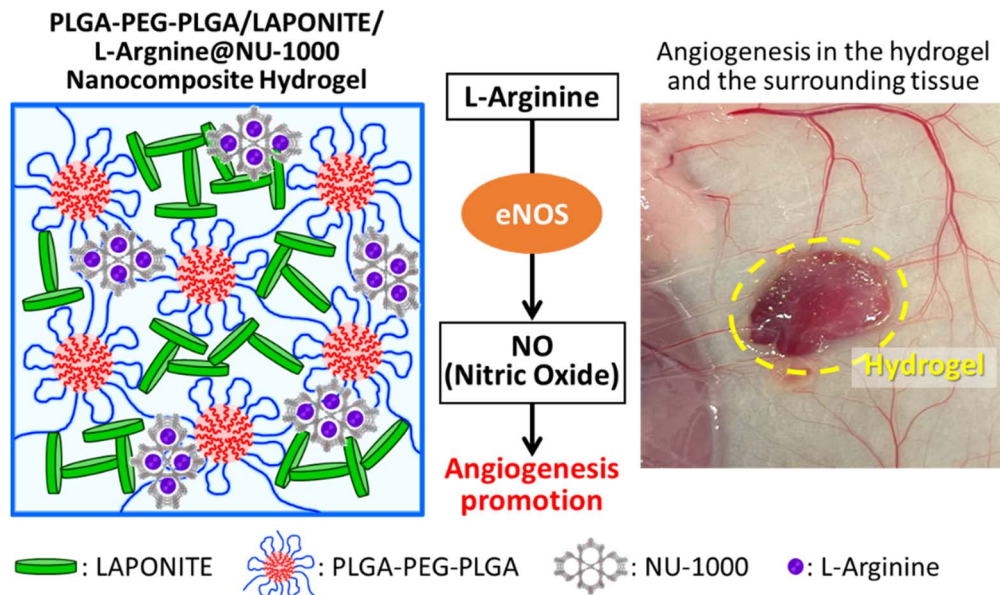 PLGA-PEG-PLGA/LAPONITE/
L-Argnine@NU-1000
Nanocomposite Hydrogel
L-Arginine
eNOS
NO
(Nitric Oxide)
Angiogenesis
promotion
Angiogenesis in the hydrogel
and the surrounding tissue
Hydrogel
: LAPONITE
: PLGA-PEG-PLGA
: NU-1000
: L-Arginine